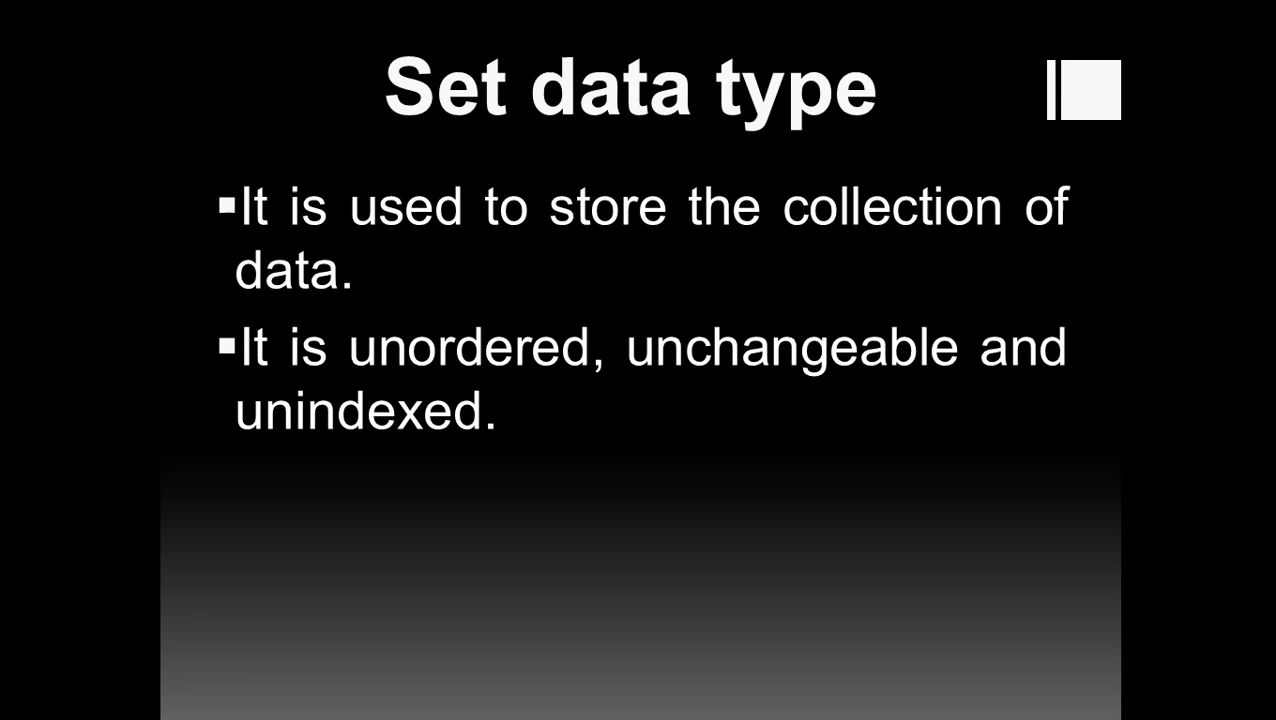 Set data type
▪It is used to store the collection of
data.
▪It is unordered, unchangeable and
unindexed.